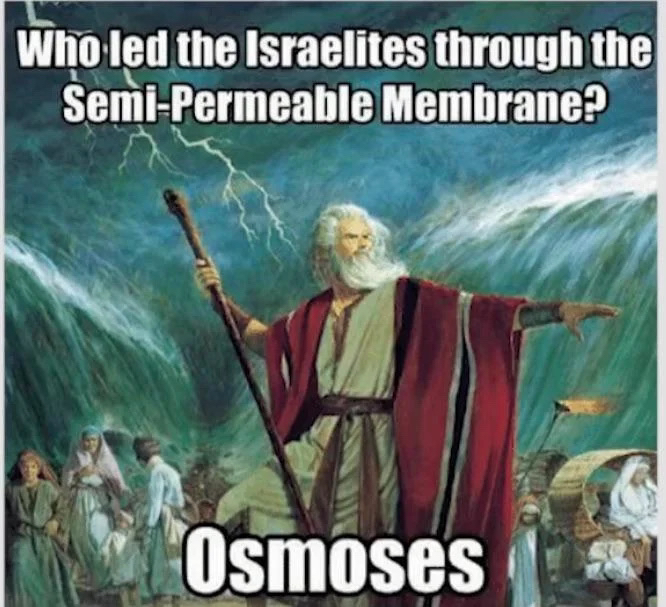 Who led the Israelites through the
Semi-Permeable Membrane?
Osmoses